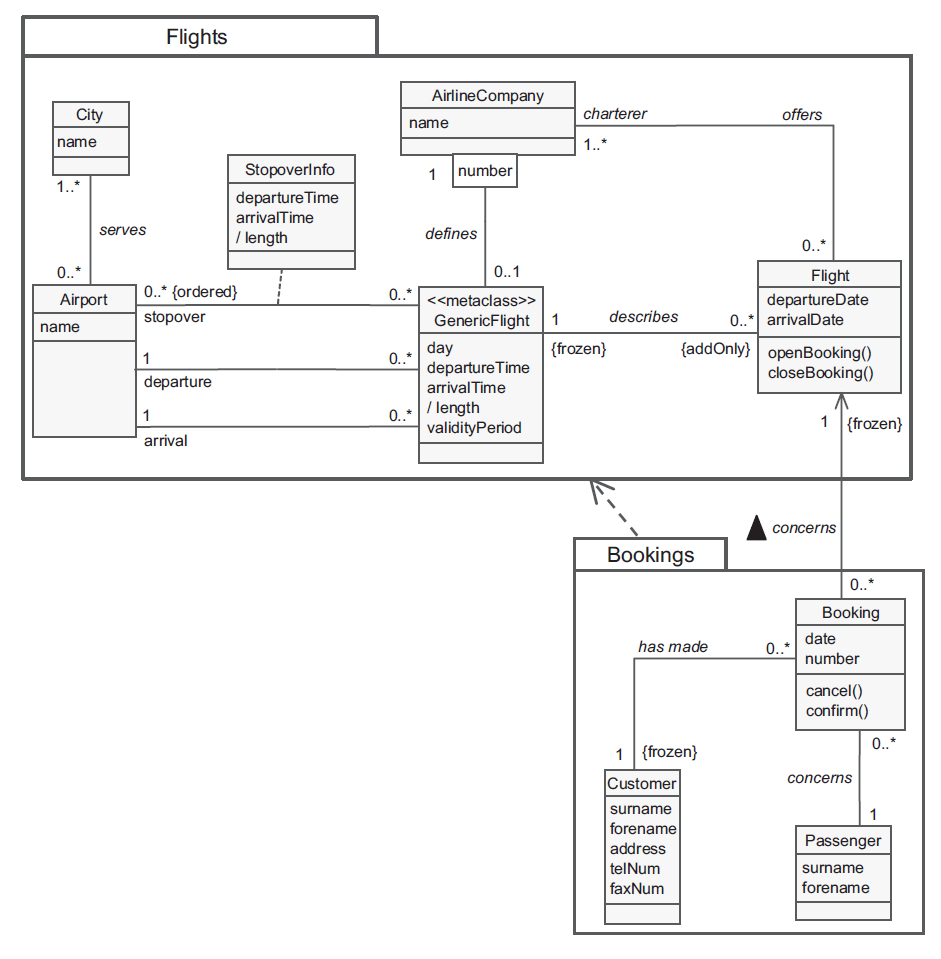 Flights
City
name
1..*
serves
0..*
Airport
name
StopoverInfo
departureTime
arrivalTime
/ length
AirlineCompany
name
number
1
defines
0..1
charterer
1..*
offers
0..*
0..* {ordered}
stopover
0..*
1
departure
0..*
1
arrival
0..*
<<metaclass>>
GenericFlight
day
departureTime
arrivalTime
/ length
validityPeriod
1
{frozen}
describes
0..*
{addOnly}
Flight
departureDate
arrivalDate
openBooking()
closeBooking()
1
{frozen}
concerns
0..*
Bookings
Booking
date
number
cancel()
confirm()
has made
0..*
1
{frozen}
Customer
surname
forename
address
telNum
faxNum
0..*
concerns
1
Passenger
surname
forename